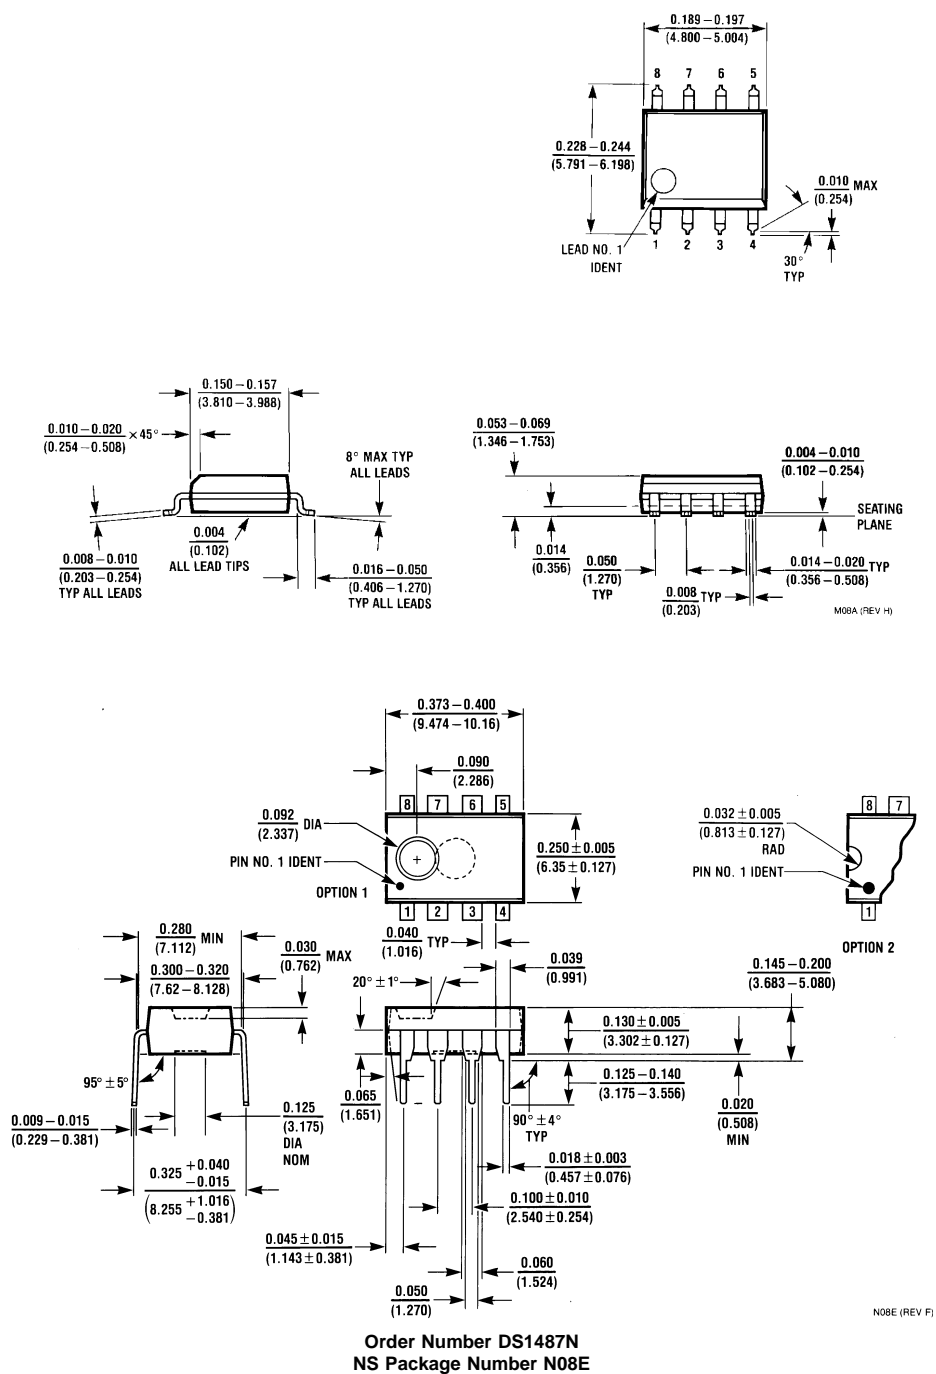 0.189 – 0.197
(4.800 – 5.004)
8 7 6 5
0.228 – 0.244
(5.791 – 6.198)
0.010 MAX
(0.254)
LEAD NO. 1
IDENT
1 2 3 4
30°
TYP
0.150 – 0.157
(3.810 – 3.988)
0.010 – 0.020 × 45°
(0.254 – 0.508)
8° MAX TYP
ALL LEADS
0.004
(0.102)
ALL LEAD TIPS
0.008 – 0.010
(0.203 – 0.254)
TYP ALL LEADS
0.016 – 0.050
(0.406 – 1.270)
TYP ALL LEADS
0.053 – 0.069
(1.346 – 1.753)
0.004 – 0.010
(0.102 – 0.254)
SEATING
PLANE
0.014
(0.356)
0.050
(1.270)
TYP
0.014 – 0.020 TYP
(0.356 – 0.508)
0.008 TYP
(0.203)
M08A (REV H)
0.373 – 0.400
(9.474 – 10.16)
0.090
(2.286)
8 7 6 5
0.092 DIA
(2.337)
PIN NO. 1 IDENT
OPTION 1
0.250 ± 0.005
(6.35 ± 0.127)
1 2 3 4
8 7
0.032 ± 0.005
(0.813 ± 0.127)
RAD
PIN NO. 1 IDENT
1
OPTION 2
0.280 MIN
(7.112)
0.300 – 0.320
(7.62 – 8.128)
0.030 MAX
(0.762)
0.040 TYP
(1.016)
0.039
(0.991)
20° ± 1°
0.145 – 0.200
(3.683 – 5.080)
0.130 ± 0.005
(3.302 ± 0.127)
95° ± 5°
0.009 – 0.015
(0.229 – 0.381)
0.125
(3.175)
DIA
NOM
0.065
(1.651)
0.125 – 0.140
(3.175 – 3.556)
0.020
(0.508)
MIN
90° ± 4°
TYP
0.018 ± 0.003
(0.457 ± 0.076)
0.325 +0.040
−0.015
(8.255 +1.016
−0.381)
0.100 ± 0.010
(2.540 ± 0.254)
0.045 ± 0.015
(1.143 ± 0.381)
0.060
(1.524)
0.050
(1.270)
N08E (REV F)
Order Number DS1487N
NS Package Number N08E